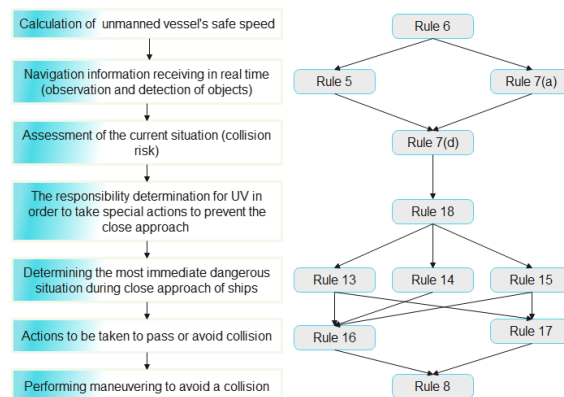 Calculation of unmanned vessel's safe speed
Navigation information receiving in real time
(observation and detection of objects)
Assessment of the current situation (collision
risk)
The responsibility determination for UV in
order to take special actions to prevent the
close approach
Determining the most immediate dangerous
situation during close approach of ships
Actions to be taken to pass or avoid collision
Performing maneuvering to avoid a collision
Rule 6
Rule 5
Rule 7(a)
Rule 7(d)
Rule 18
Rule 13
Rule 14
Rule 15
Rule 16
Rule 17
Rule 8